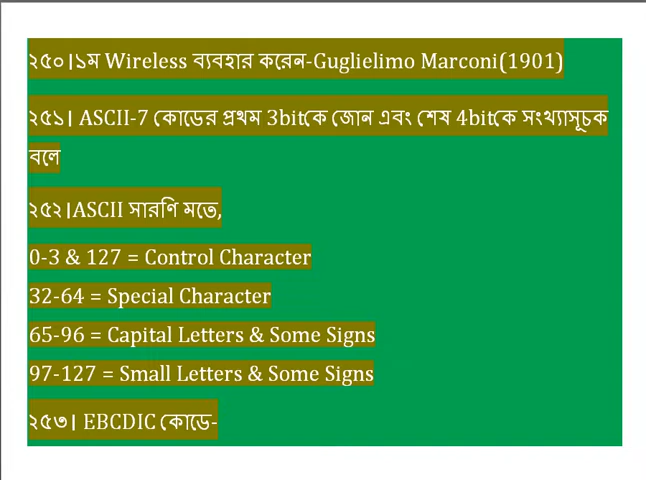 ২৫০।১ম Wireless ব্যবহার করেন-Guglielimo Marconi(1901)
২৫১। ASCII-7 কোডের প্রথম 3bitকে জোন এবং শেষ 4bitকে সংখ্যাসূচক
বলে
২৫২।ASCII সারণি মতে,
0-3 & 127 = Control Character
32-64 = Special Character
65-96 = Capital Letters & Some Signs
97-127 = Small Letters & Some Signs
২৫৩। EBCDIC কোডে-